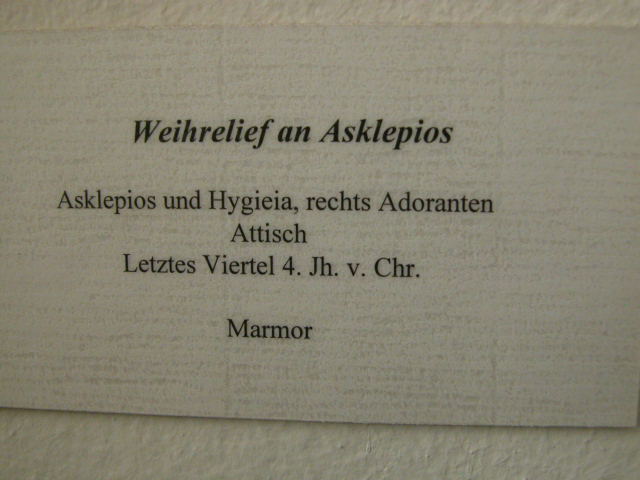 Weihrelief an Asklepios
Asklepios und Hygieia, rechts Adoranten
Attisch
Letztes Viertel 4. Jh. v. Chr.
Marmor